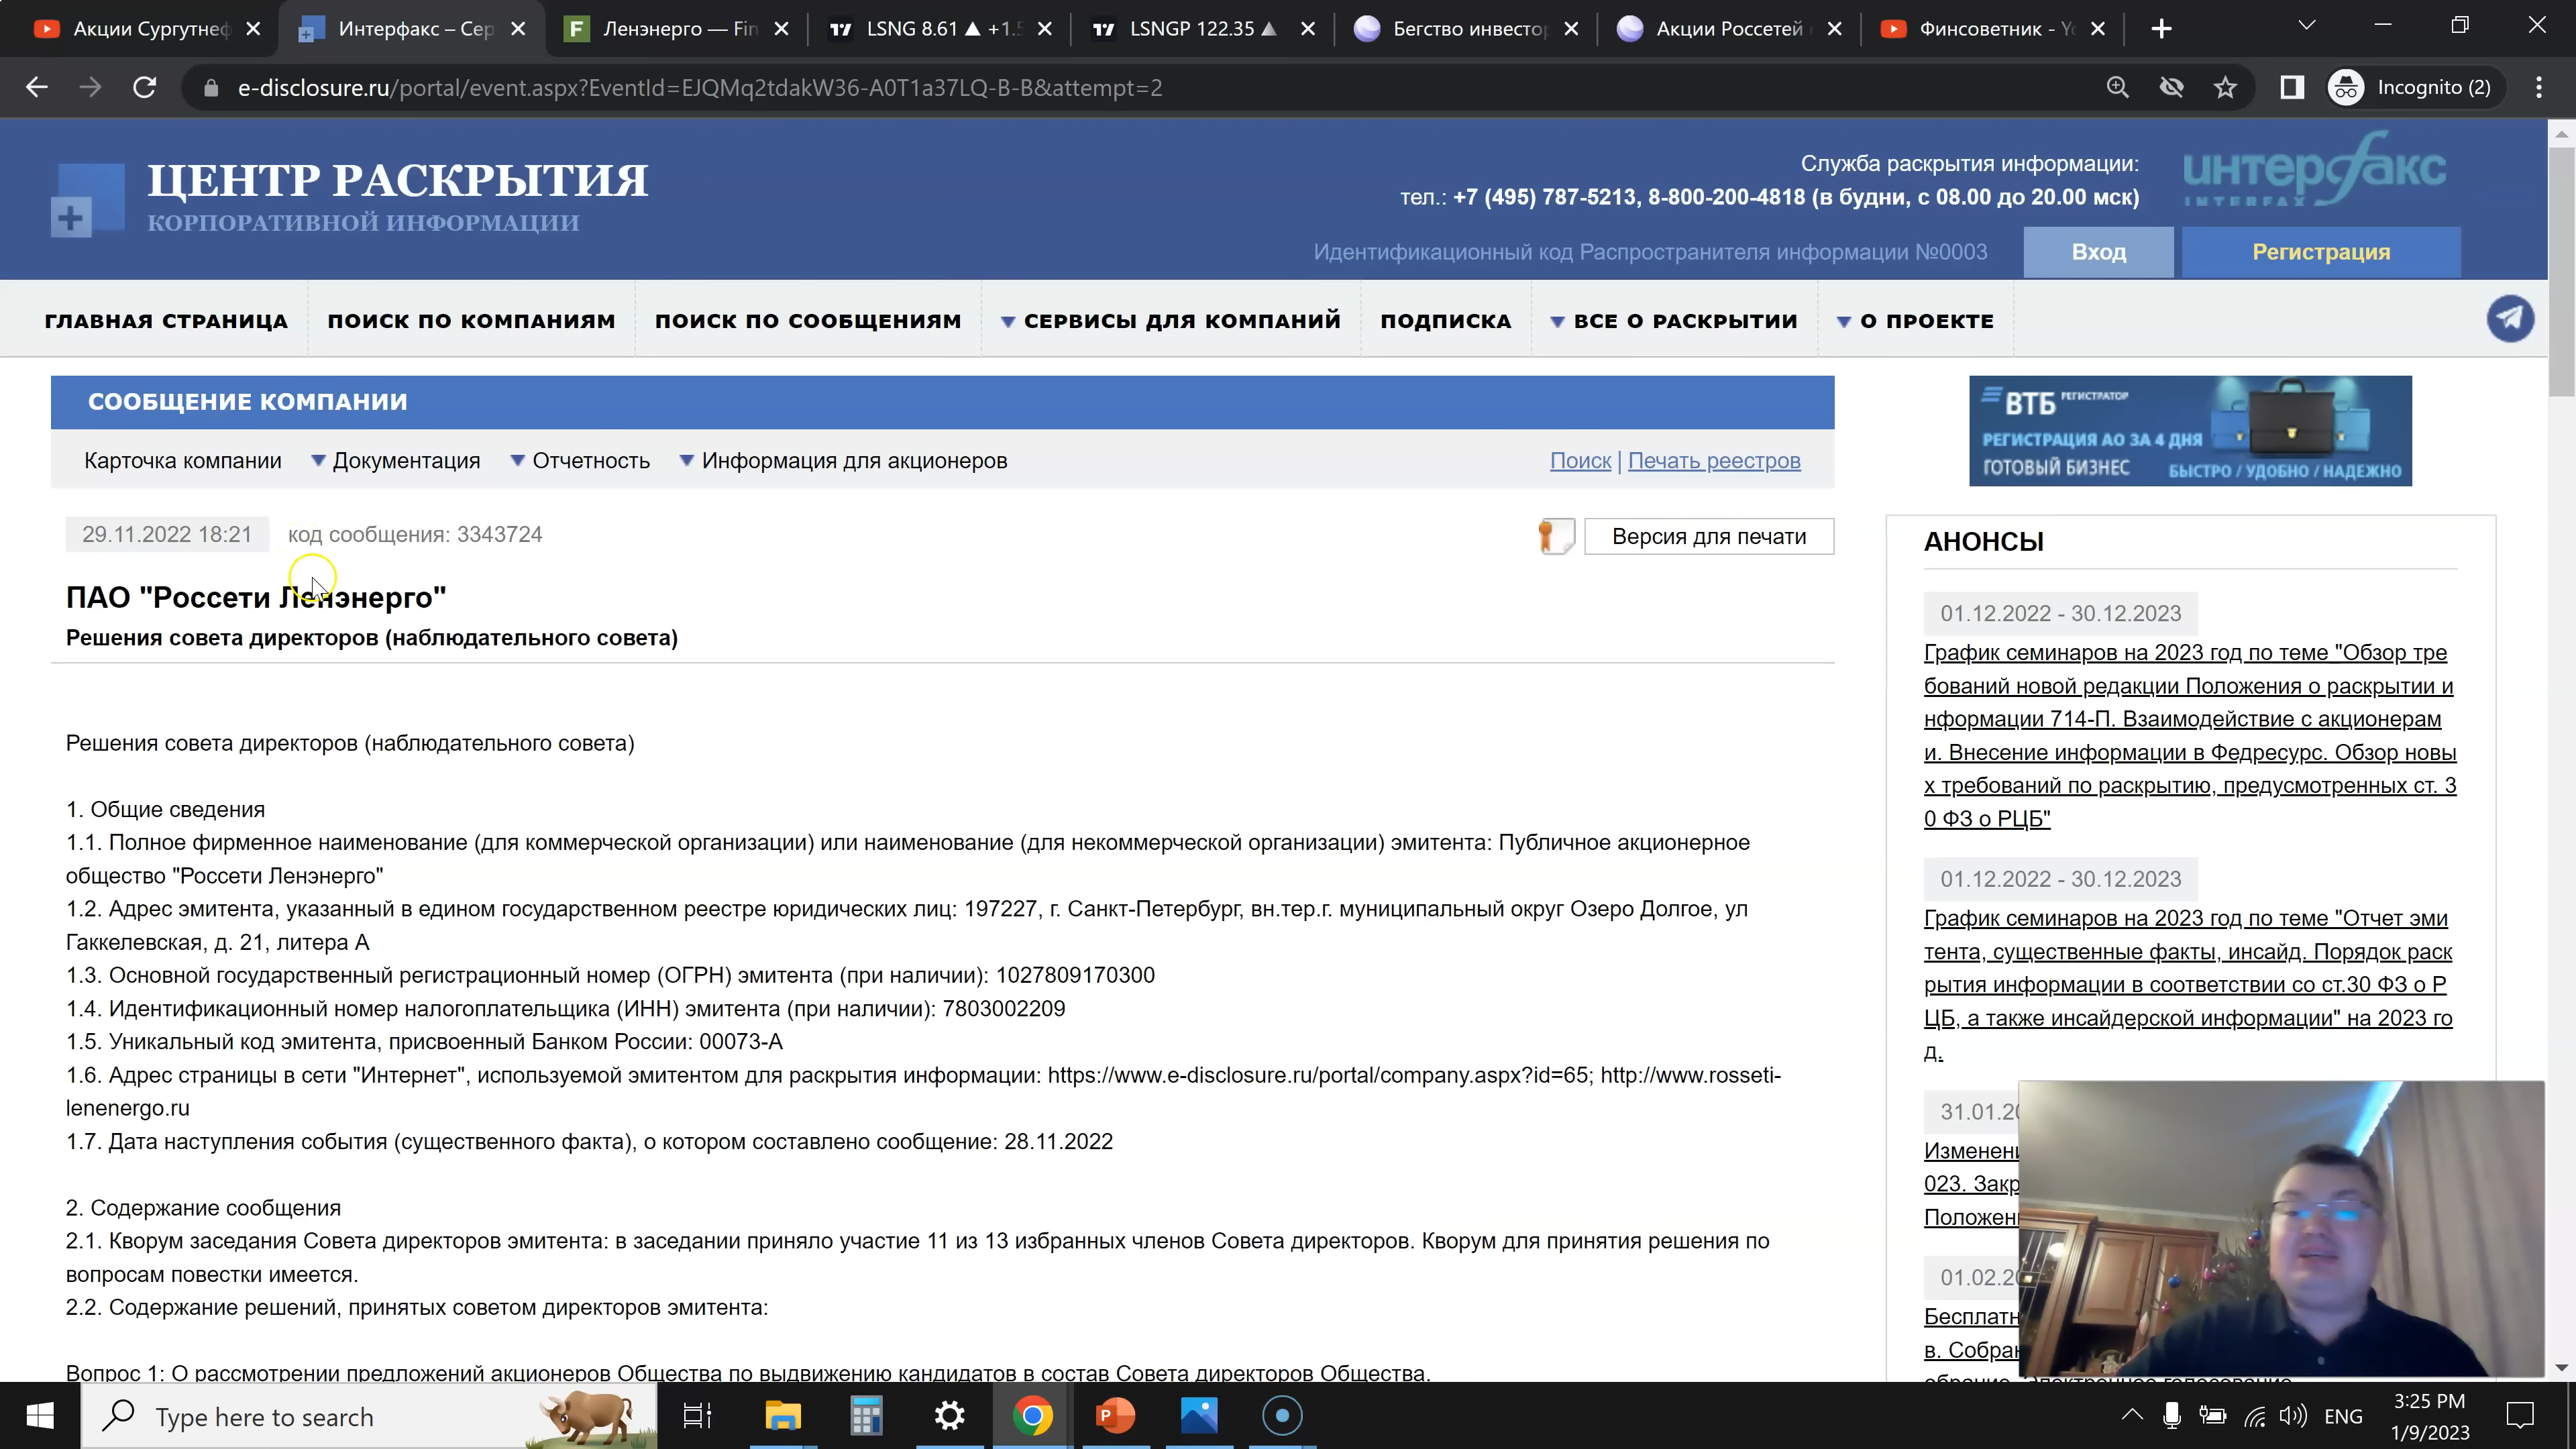 Акции Сургутнеф
Интерфакс – Сер
Ленэнерго — Fin
LSNG 8.61 ▲ +1.5
LSNGP 122.35 ▲
Бегство инвестор
Акции Россетей
Финсоветник - Yo
e-disclosure.ru/portal/event.aspx?EventId=EJQMq2tdakW36-A0T1a37LQ-B-B&attempt=2
Incognito (2)
ЦЕНТР РАСКРЫТИЯ
КОРПОРАТИВНОЙ ИНФОРМАЦИИ
Служба раскрытия информации:
тел.: +7 (495) 787-5213, 8-800-200-4818 (в будни, с 08.00 до 20.00 мск)
интерфакс
INTERFAX
Идентификационный код Распространителя информации №0003
Вход
Регистрация
ГЛАВНАЯ СТРАНИЦА
ПОИСК ПО КОМПАНИЯМ
ПОИСК ПО СООБЩЕНИЯМ
СЕРВИСЫ ДЛЯ КОМПАНИЙ
ПОДПИСКА
ВСЕ О РАСКРЫТИИ
О ПРОЕКТЕ
СООБЩЕНИЕ КОМПАНИИ
Карточка компании
Документация
Отчетность
Информация для акционеров
Поиск | Печать реестров
29.11.2022 18:21
код сообщения: 3343724
Версия для печати
ПАО "Россети Ленэнерго"
Решения совета директоров (наблюдательного совета)
Решения совета директоров (наблюдательного совета)
1. Общие сведения
1.1. Полное фирменное наименование (для коммерческой организации) или наименование (для некоммерческой организации) эмитента: Публичное акционерное
общество "Россети Ленэнерго"
1.2. Адрес эмитента, указанный в едином государственном реестре юридических лиц: 197227, г. Санкт-Петербург, вн.тер.г. муниципальный округ Озеро Долгое, ул
Гаккелевская, д. 21, литера А
1.3. Основной государственный регистрационный номер (ОГРН) эмитента (при наличии): 1027809170300
1.4. Идентификационный номер налогоплательщика (ИНН) эмитента (при наличии): 7803002209
1.5. Уникальный код эмитента, присвоенный Банком России: 00073-A
1.6. Адрес страницы в сети "Интернет", используемой эмитентом для раскрытия информации: https://www.e-disclosure.ru/portal/company.aspx?id=65; http://www.rosseti-
lenenergo.ru
1.7. Дата наступления события (существенного факта), о котором составлено сообщение: 28.11.2022
2. Содержание сообщения
2.1. Кворум заседания Совета директоров эмитента: в заседании приняло участие 11 из 13 избранных членов Совета директоров. Кворум для принятия решения по
вопросам повестки имеется.
2.2. Содержание решений, принятых советом директоров эмитента:
Вопрос 1: О рассмотрении предложений акционеров Общества по выдвижению кандидатов в состав Совета директоров Общества.
ВТБ РЕГИСТРАТОР
РЕГИСТРАЦИЯ АО ЗА 4 ДНЯ
ГОТОВЫЙ БИЗНЕС
БЫСТРО / УДОБНО / НАДЕЖНО
АНОНСЫ
01.12.2022 - 30.12.2023
График семинаров на 2023 год по теме "Обзор тре
бований новой редакции Положения о раскрытии и
нформации 714-П. Взаимодействие с акционерам
и. Внесение информации в Федресурс. Обзор новы
х требований по раскрытию, предусмотренных ст. 3
0 ФЗ о РЦБ"
01.12.2022 - 30.12.2023
График семинаров на 2023 год по теме "Отчет эми
тента, существенные факты, инсайд. Порядок раск
рытия информации в соответствии со ст.30 ФЗ о Р
ЦБ, а также инсайдерской информации" на 2023 го
д.
31.01.20
Изменени
023. Закр
Положен
01.02.20
Бесплатн
в. Собран
Type here to search
ENG
3:25 PM
1/9/2023